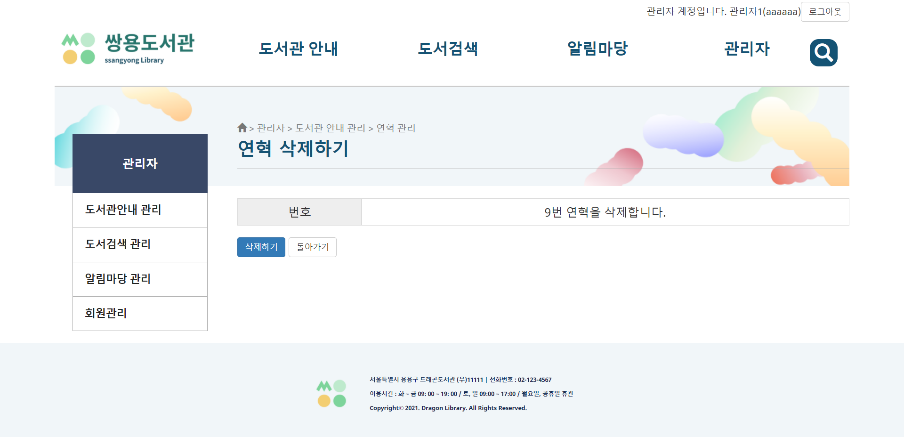 관리자 계정입니다. 관리자1(aaaaaa) 로그아웃
쌍용도서관
ssangyong Library
도서관 안내 도서검색 알림마당 관리자
> 관리자 > 도서관 안내 관리 > 연혁 관리
연혁 삭제하기
관리자
도서관안내 관리
도서검색 관리
알림마당 관리
회원관리
번호 9번 연혁을 삭제합니다.
삭제하기 돌아가기
서울특별시 용용구 드래곤도서관 (우)11111 | 전화번호 : 02-123-4567
이용시간 : 화 ~ 금 09: 00 ~ 19: 00 / 토, 일 09:00 ~ 17:00 / 월요일, 공휴일 휴관
Copyright© 2021. Dragon Library. All Rights Reserved.